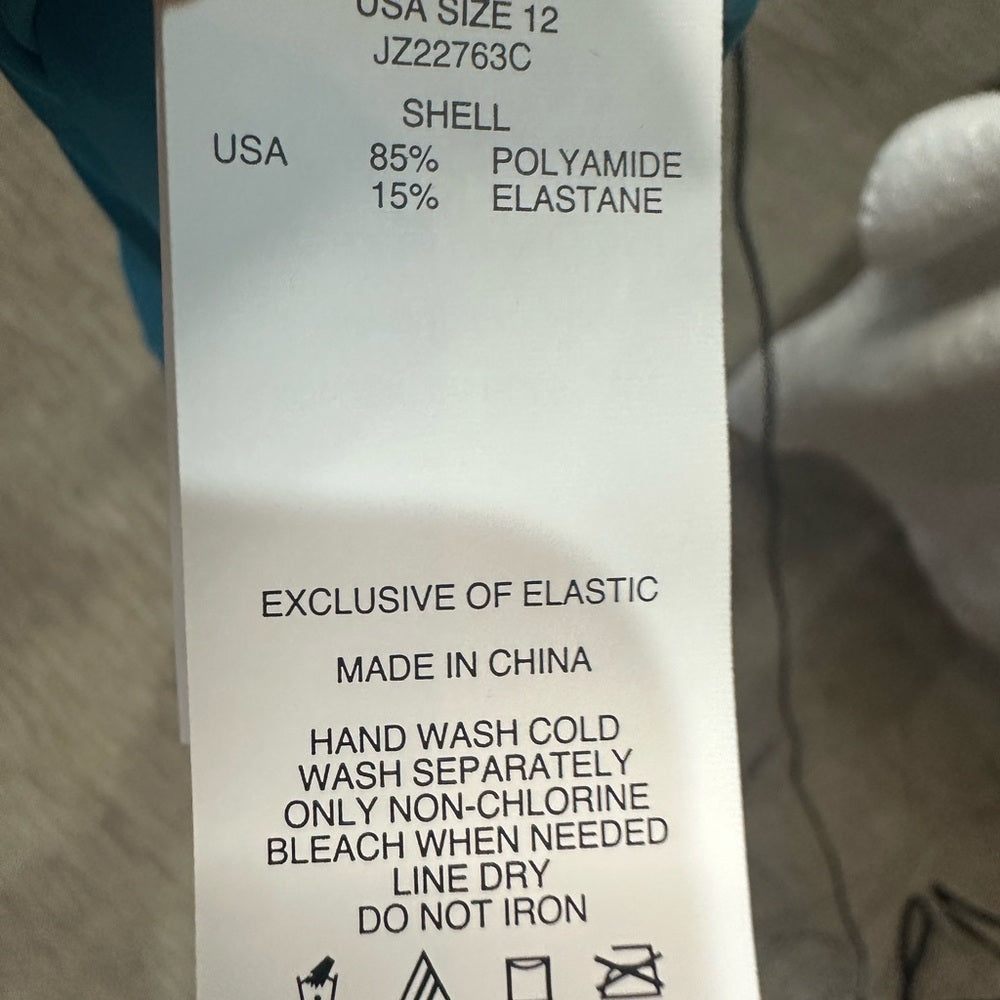 USA SIZE 12
JZ22763C
SHELL
USA 85% POLYAMIDE
15% ELASTANE
EXCLUSIVE OF ELASTIC
MADE IN CHINA
HAND WASH COLD
WASH SEPARATELY
ONLY NON-CHLORINE
BLEACH WHEN NEEDED
LINE DRY
DO NOT IRON